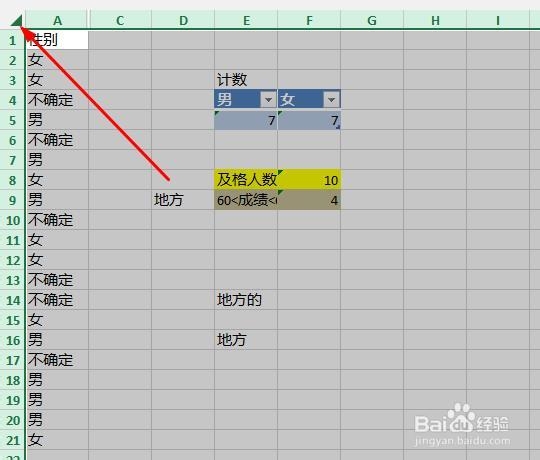 A B C D E F G H I
1 性别
2 女
3 女 计数
4 不确定 男 女
5 男 7 7
6 不确定
7 男
8 女 及格人数 10
9 男 地方 60<成绩< 4
10 不确定
11 女
12 女
13 不确定
14 不确定 地方的
15 女
16 男 地方
17 不确定
18 男
19 男
20 男
21 女
Baidu 经验
jingyan.baidu.com